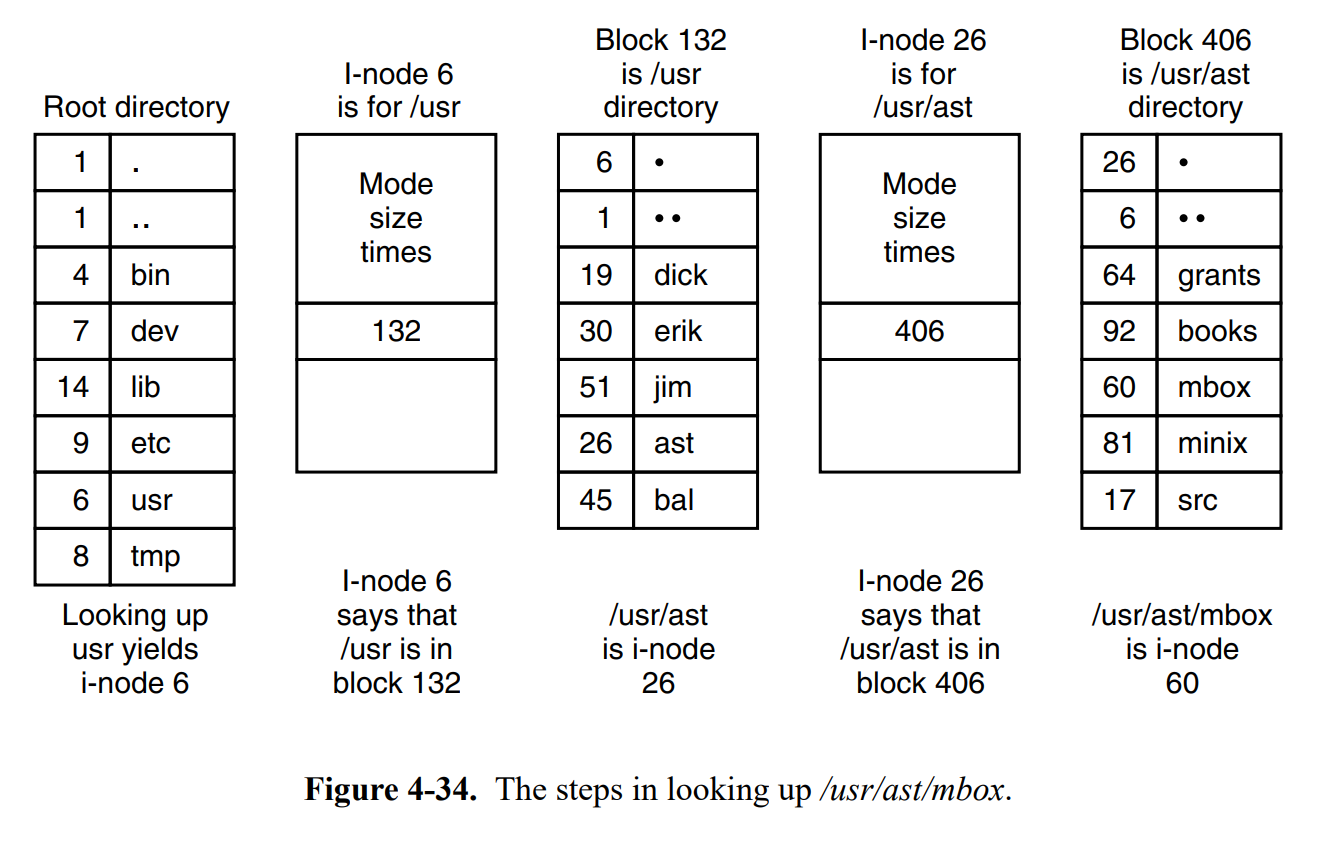 Root directory
1 .
1 ..
4 bin
7 dev
14 lib
9 etc
6 usr
8 tmp
Looking up
usr yields
i-node 6
I-node 6
is for /usr
Mode
size
times
132
I-node 6
says that
/usr is in
block 132
Block 132
is /usr
directory
6 •
1 ••
19 dick
30 erik
51 jim
26 ast
45 bal
/usr/ast
is i-node
26
I-node 26
is for
/usr/ast
Mode
size
times
406
I-node 26
says that
/usr/ast is in
block 406
Block 406
is /usr/ast
directory
26 •
6 ••
64 grants
92 books
60 mbox
81 minix
17 src
/usr/ast/mbox
is i-node
60
Figure 4-34. The steps in looking up /usr/ast/mbox.